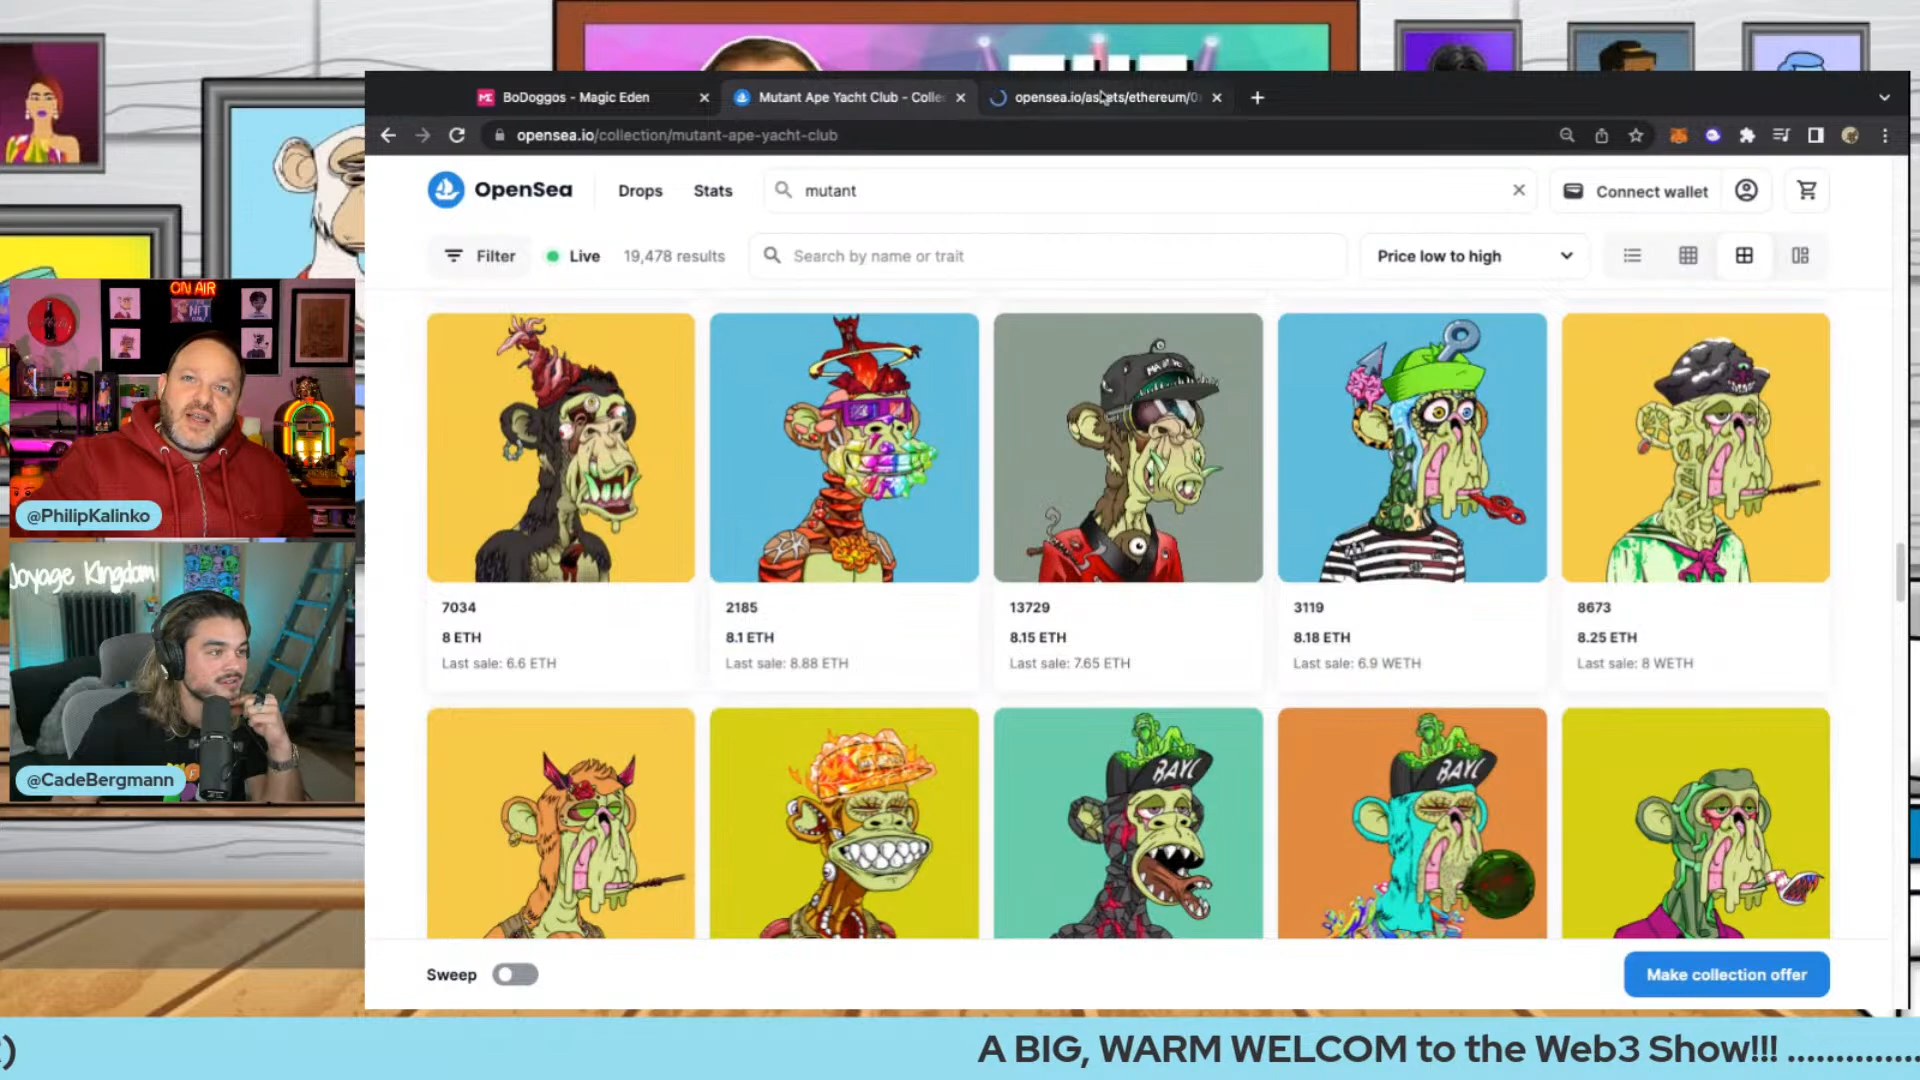 BoDoggos - Magic Eden
Mutant Ape Yacht Club - Colle
opensea.io/assets/ethereum/0
opensea.io/collection/mutant-ape-yacht-club
OpenSea
Drops
Stats
mutant
Connect wallet
Filter
Live
19,478 results
Search by name or trait
Price low to high
ON AIR
NFT
@PhilipKalinko
Joyage Kingdom
@CadeBergmann
7034
8 ETH
Last sale: 6.6 ETH
2185
8.1 ETH
Last sale: 8.88 ETH
13729
8.15 ETH
Last sale: 7.65 ETH
3119
8.18 ETH
Last sale: 6.9 WETH
8673
8.25 ETH
Last sale: 8 WETH
BAYC
BAYC
Sweep
Make collection offer
)
A BIG, WARM WELCOM to the Web3 Show!!! ..............